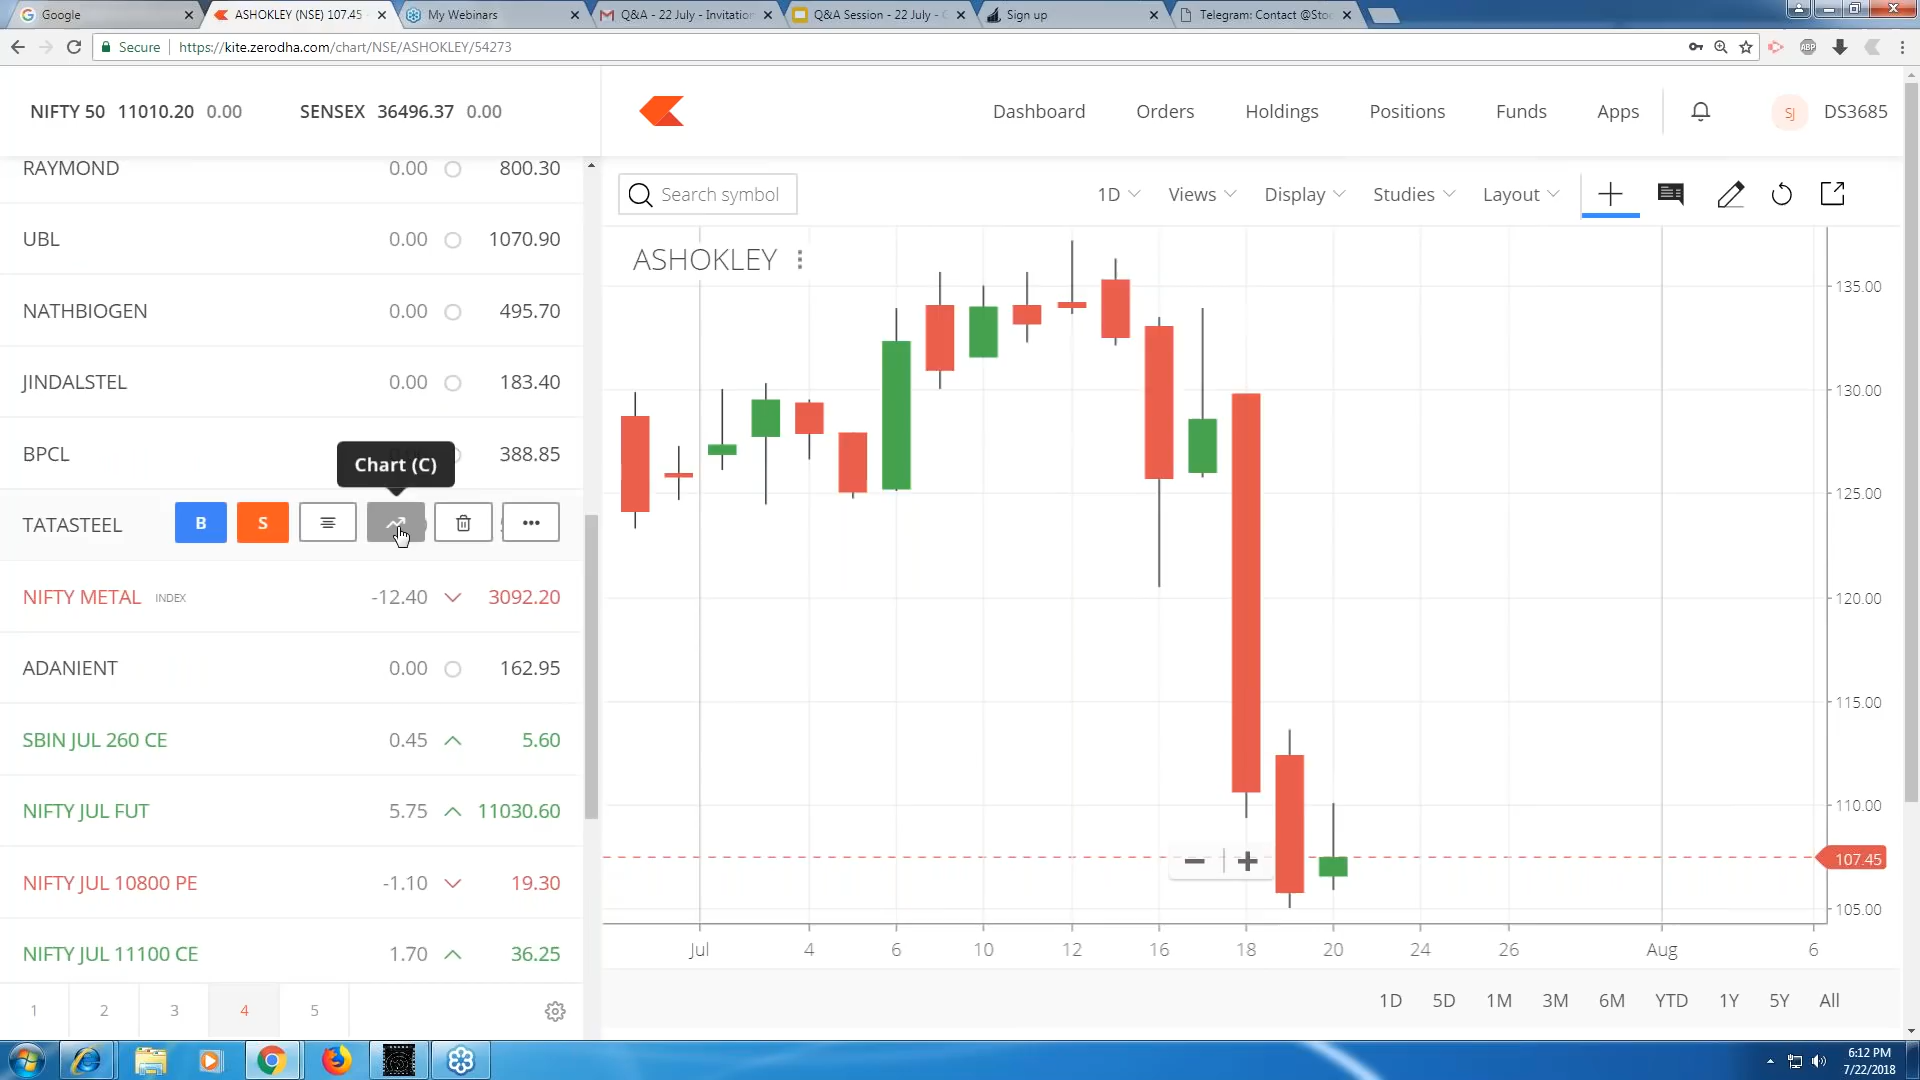 Google
ASHOKLEY (NSE) 107.45
My Webinars
Q&A - 22 July - Invitation
Q&A Session - 22 July -
Sign up
Telegram: Contact @Sto
Secure
https://kite.zerodha.com/chart/NSE/ASHOKLEY/54273
ABP
NIFTY 50 11010.20 0.00
SENSEX 36496.37 0.00
Dashboard
Orders
Holdings
Positions
Funds
Apps
SJ
DS3685
RAYMOND 0.00 800.30
UBL 0.00 1070.90
NATHBIOGEN 0.00 495.70
JINDALSTEL 0.00 183.40
BPCL 388.85
Chart (C)
TATASTEEL B S
NIFTY METAL INDEX -12.40 3092.20
ADANIENT 0.00 162.95
SBIN JUL 260 CE 0.45 5.60
NIFTY JUL FUT 5.75 11030.60
NIFTY JUL 10800 PE -1.10 19.30
NIFTY JUL 11100 CE 1.70 36.25
1 2 3 4 5
Search symbol
1D
Views
Display
Studies
Layout
ASHOKLEY
135.00
130.00
125.00
120.00
115.00
110.00
107.45
105.00
Jul 4 6 10 12 16 18 20 24 26 Aug 6
1D 5D 1M 3M 6M YTD 1Y 5Y All
6:12 PM
7/22/2018